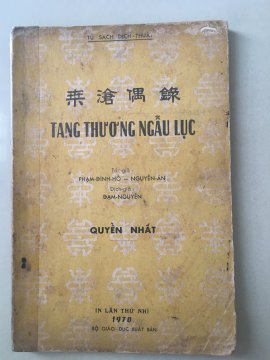 TỦ SÁCH DỊCH-THUẬT
桒滄偶錄
TANG THƯƠNG NGẪU LỤC
Tác giả
PHẠM-ĐÌNH-HỔ — NGUYỄN-ÁN
Dịch-giả
ĐẠM-NGUYÊN
QUYỂN NHẤT
IN LẦN THỨ NHÌ
1970
BỘ GIÁO-DỤC XUẤT BẢN